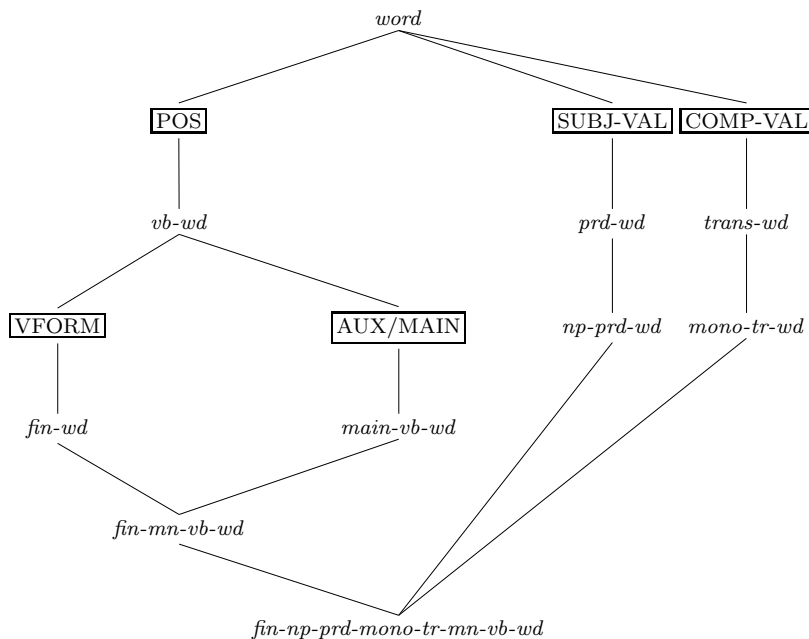 word
POS SUBJ-VAL COMP-VAL
vb-wd prd-wd trans-wd
VFORM AUX/MAIN np-prd-wd mono-tr-wd
fin-wd main-vb-wd
fin-mn-vb-wd
fin-np-prd-mono-tr-mn-vb-wd